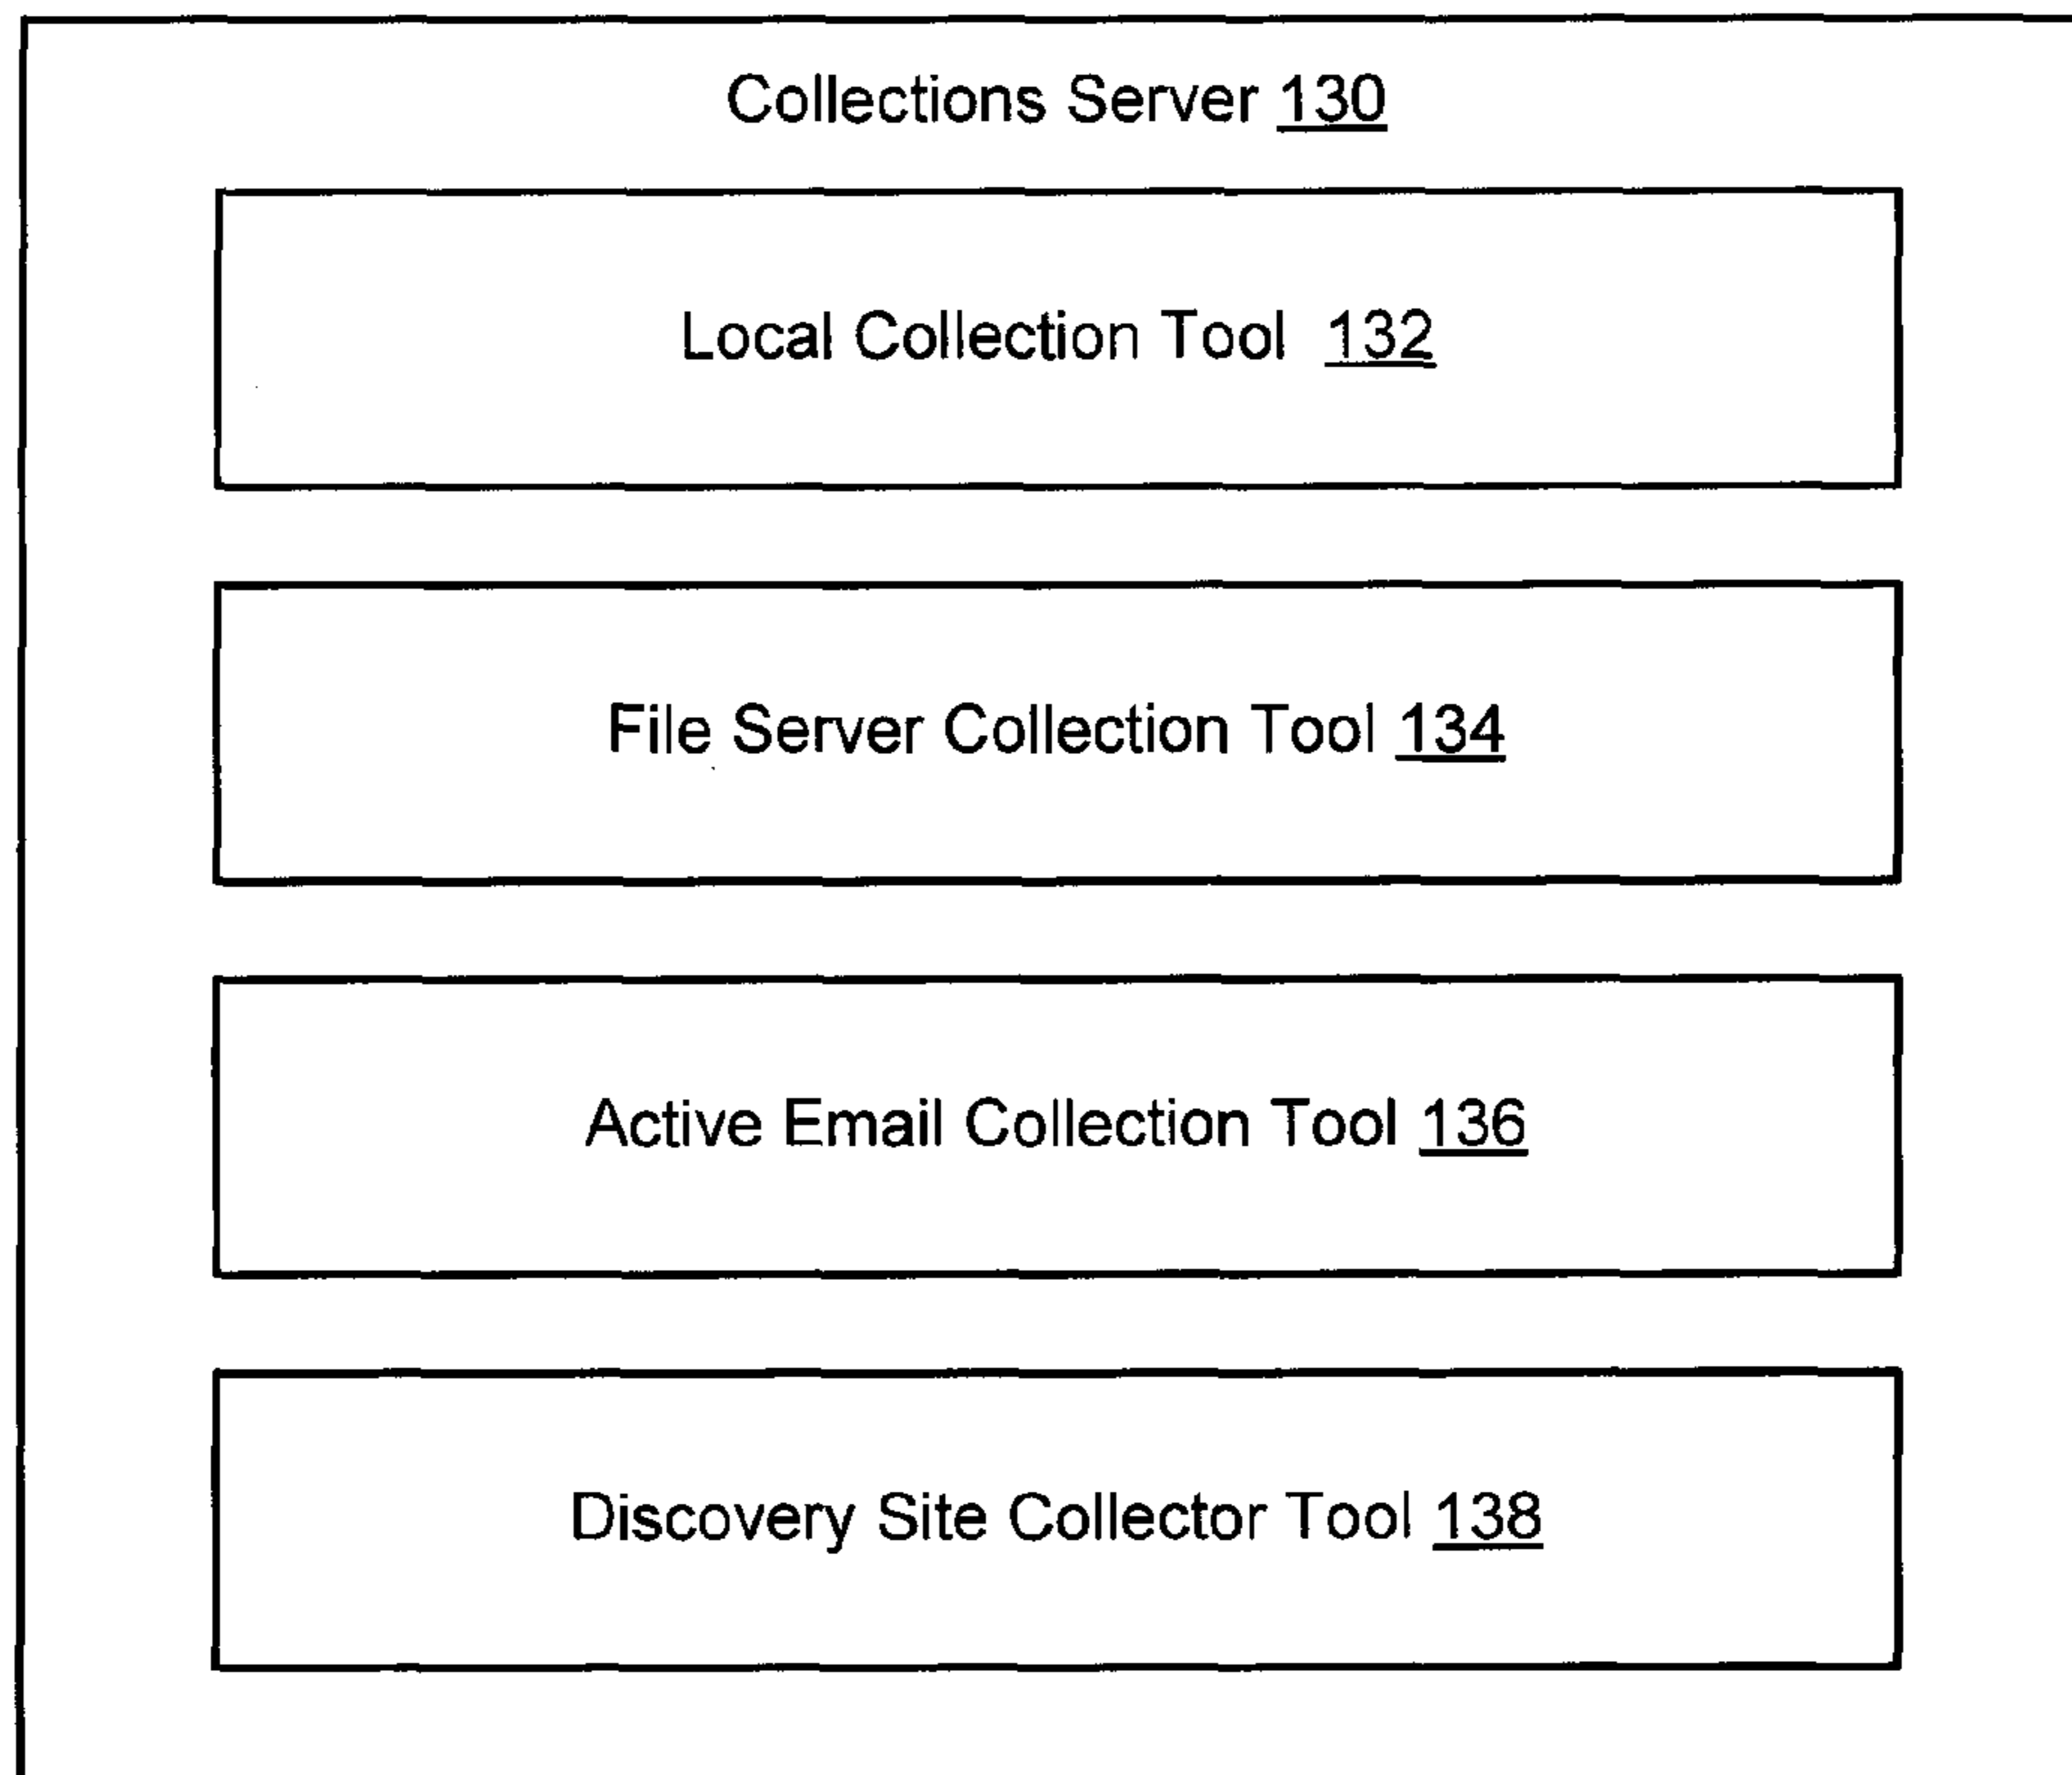 Collections Server 130
Local Collection Tool 132
File Server Collection Tool 134
Active Email Collection Tool 136
Discovery Site Collector Tool 138